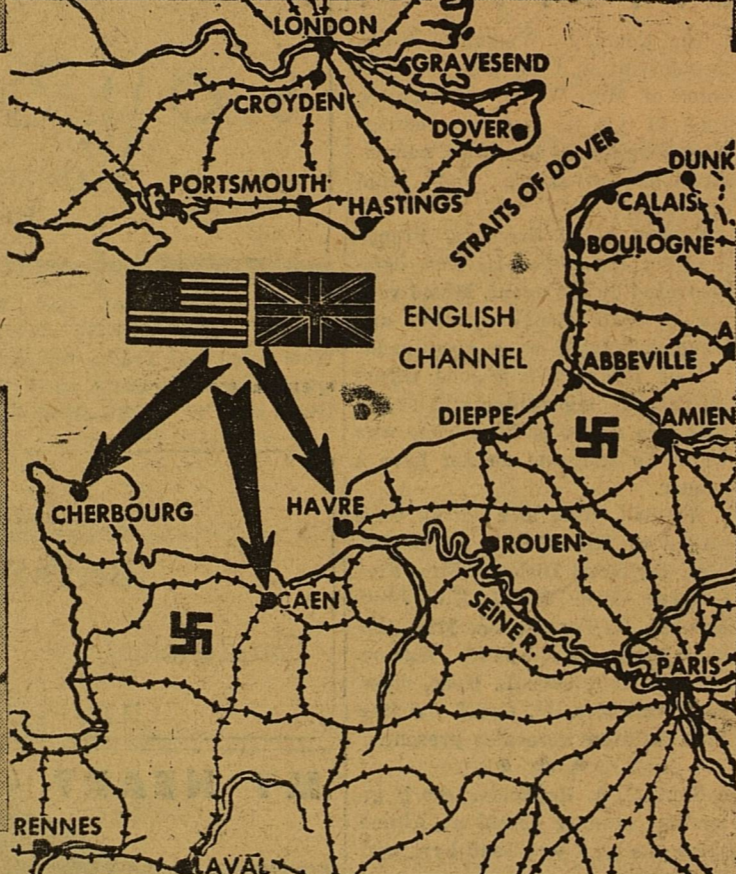 LONDON
GRAVESEND
CROYDEN
DOVER
STRAITS OF DOVER
DUNK
PORTSMOUTH
HASTINGS
CALAIS
BOULOGNE
ENGLISH
CHANNEL
A
ABBEVILLE
DIEPPE
AMIEN
CHERBOURG
HAVRE
ROUEN
CAEN
SEINE R.
PARIS
RENNES
LAVAL